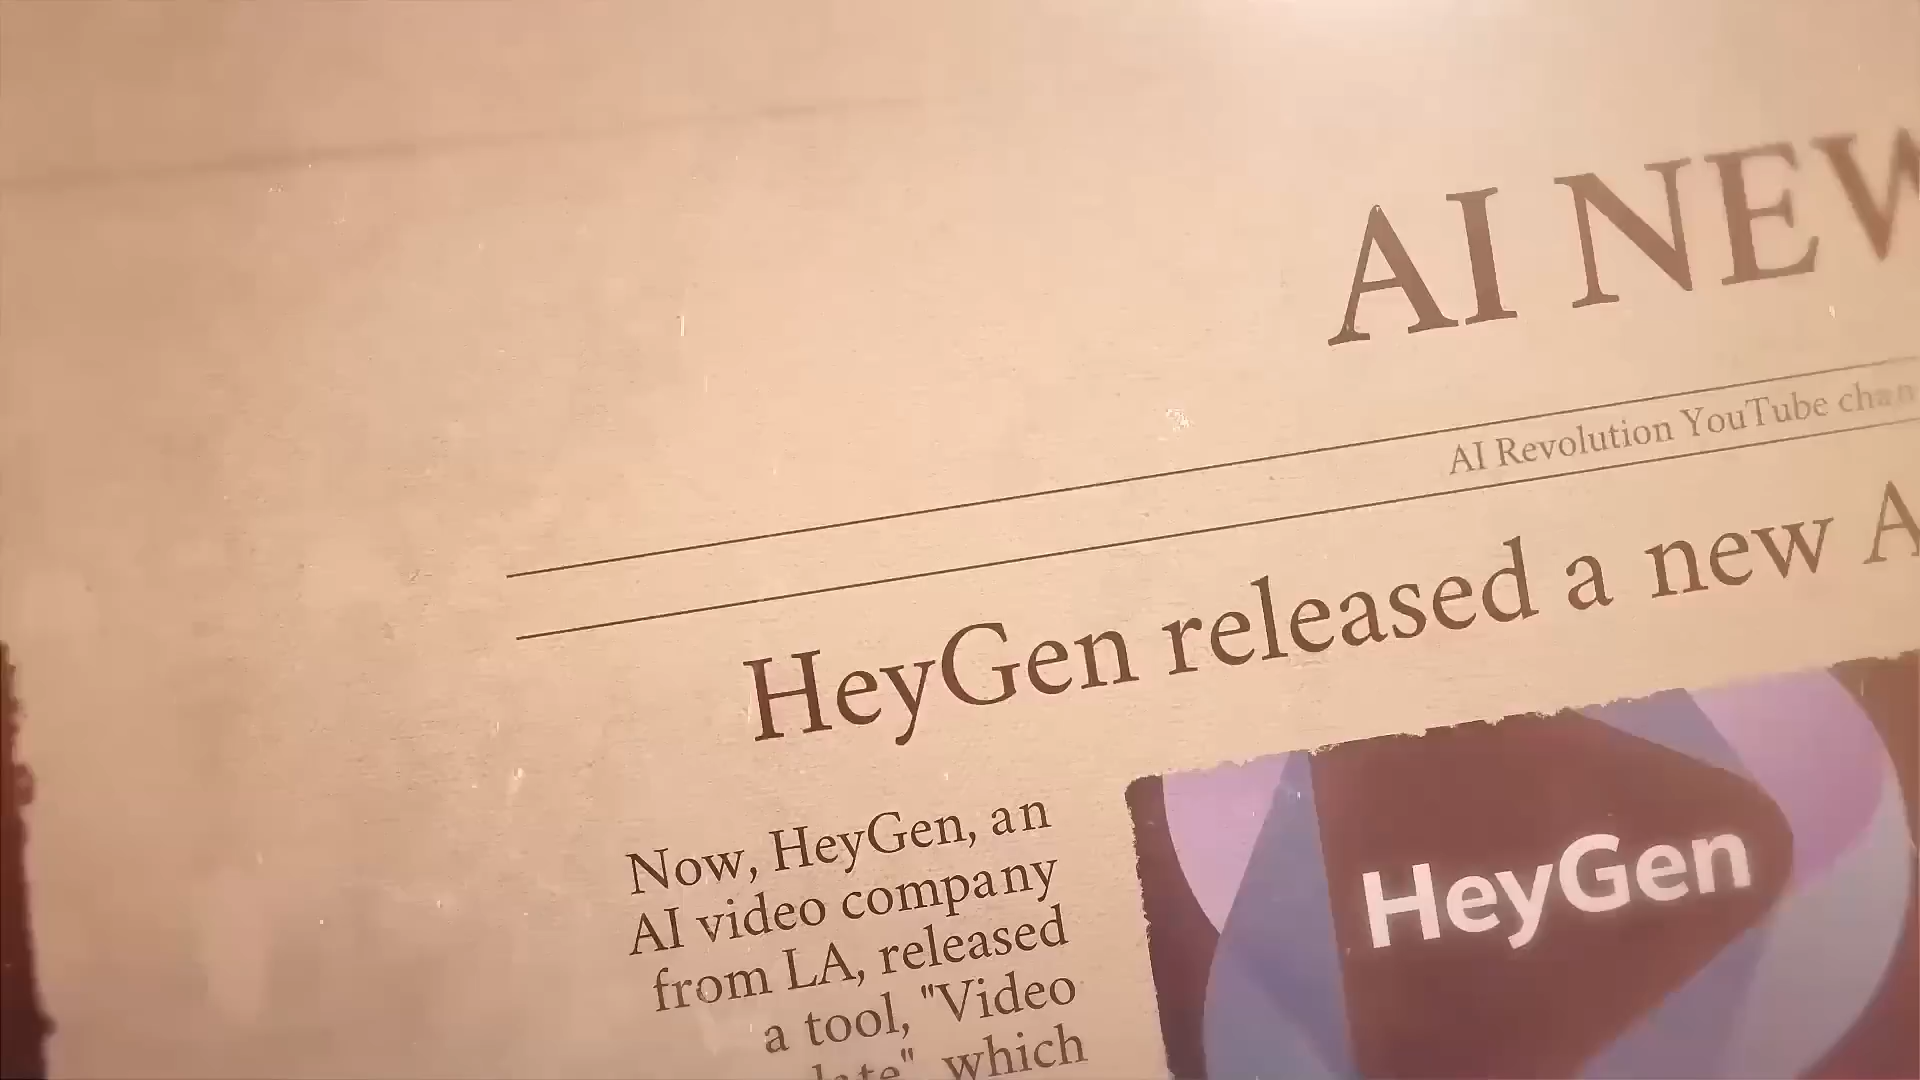 AI NEW
AI Revolution YouTube chan
HeyGen released a new A
Now, HeyGen, an
AI video company
from LA, released
a tool, "Video
late", which
HeyGen